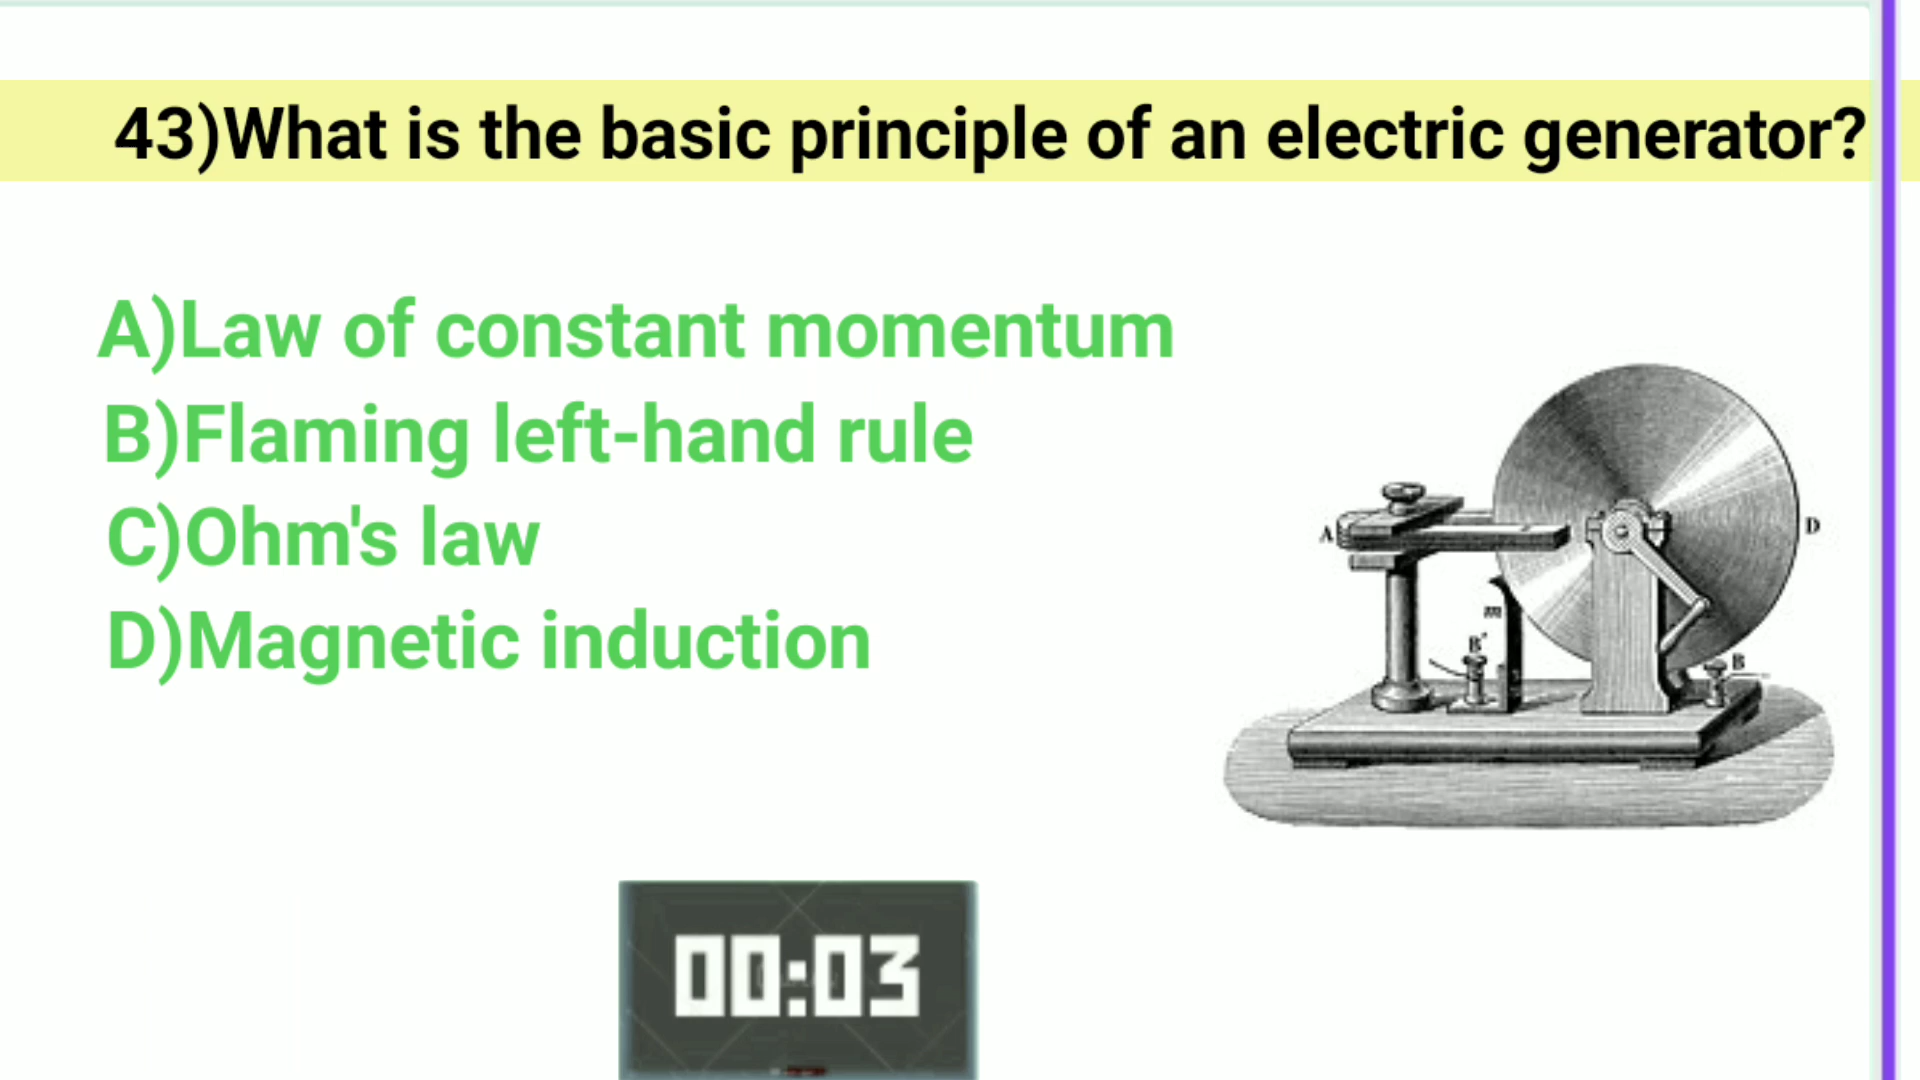 43)What is the basic principle of an electric generator?
A)Law of constant momentum
B)Flaming left-hand rule
C)Ohm's law
D)Magnetic induction
A
D
m
B'
B
00:03